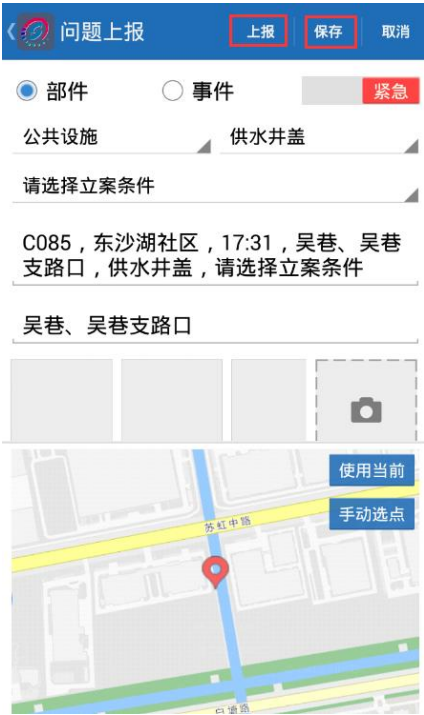 问题上报 上报 保存 取消
部件 事件 紧急
公共设施 供水井盖
请选择立案条件
C085，东沙湖社区，17:31，吴巷、吴巷
支路口，供水井盖，请选择立案条件
吴巷、吴巷支路口
使用当前
手动选点
苏虹中路